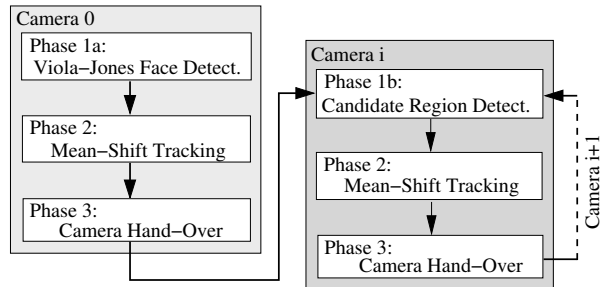 Camera 0
Phase 1a:
Viola−Jones Face Detect.
Phase 2:
Mean−Shift Tracking
Phase 3:
Camera Hand−Over
Camera i
Phase 1b:
Candidate Region Detect.
Phase 2:
Mean−Shift Tracking
Phase 3:
Camera Hand−Over
Camera i+1